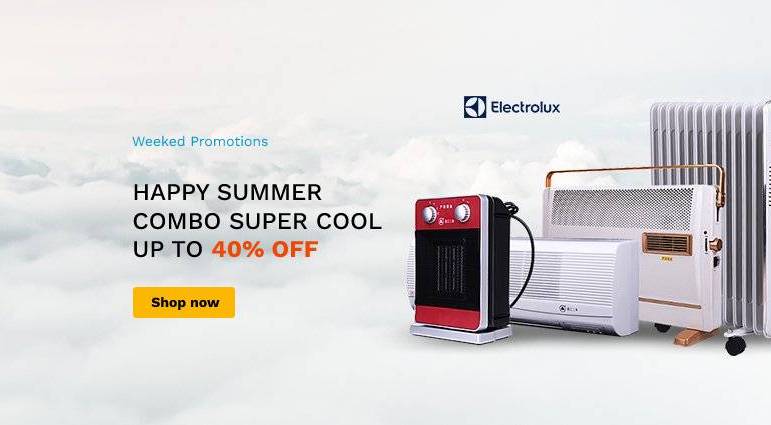 Electrolux
Weeked Promotions
HAPPY SUMMER
COMBO SUPER COOL
UP TO 40% OFF
Shop now